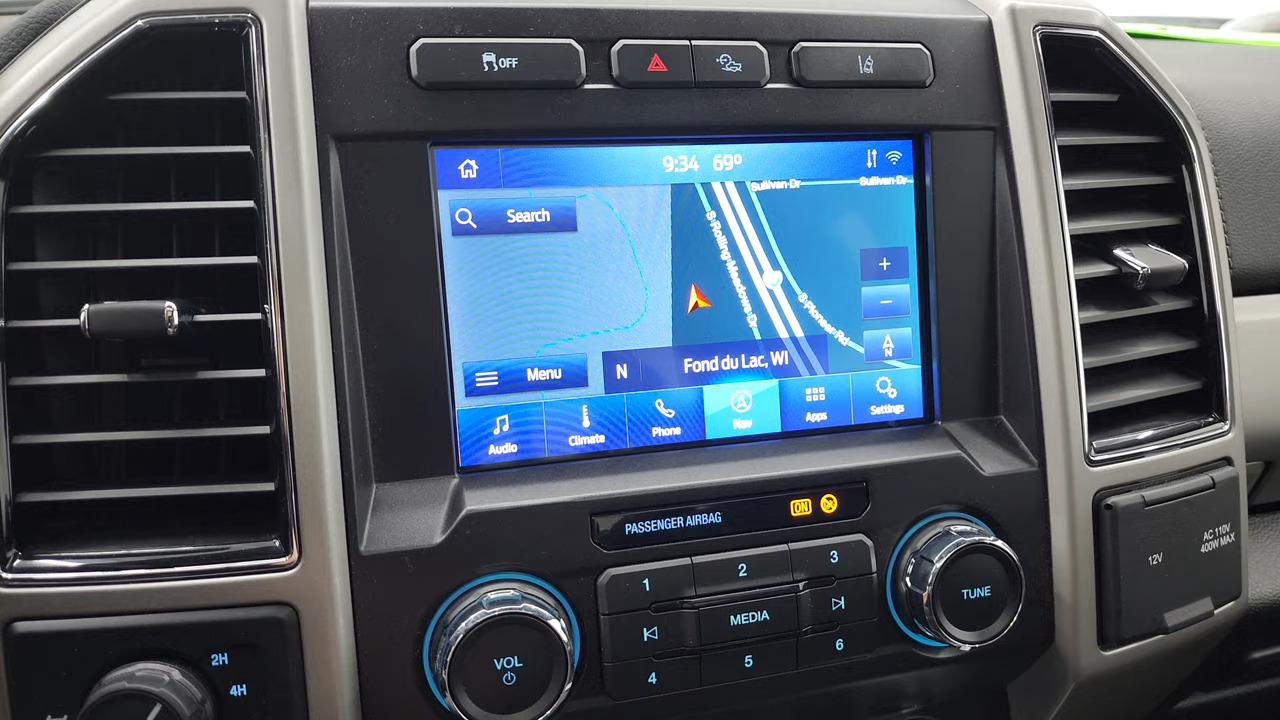 OFF
9:34 69°
Sullivan Dr
Sullivan Dr
Search
S Rolling Meadows Dr
S Pioneer Rd
+
−
N
Menu
N Fond du Lac, WI
Audio
Climate
Phone
Nav
Apps
Settings
PASSENGER AIRBAG
ON
1
2
3
MEDIA
4
5
6
VOL
TUNE
12V
AC 110V
400W MAX
2H
4H